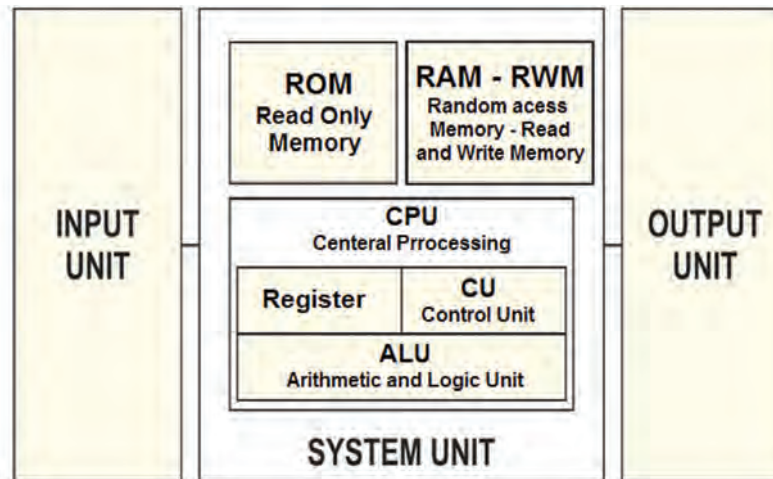 INPUT
UNIT
ROM
Read Only
Memory
RAM - RWM
Random acess
Memory - Read
and Write Memory
CPU
Centeral Prrocessing
Register
CU
Control Unit
ALU
Arithmetic and Logic Unit
SYSTEM UNIT
OUTPUT
UNIT